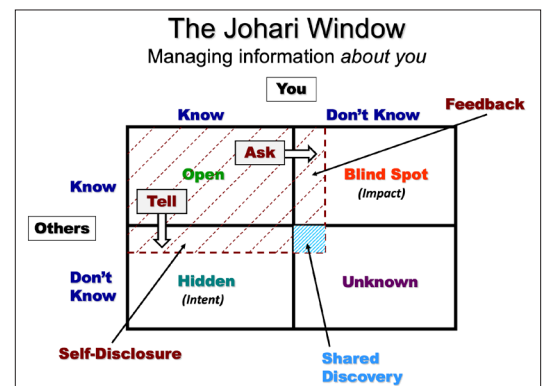 The Johari Window
Managing information about you
You
Know
Don't Know
Feedback
Ask
Know
Open
Blind Spot
(Impact)
Tell
Others
Don't
Know
Hidden
(Intent)
Unknown
Self-Disclosure
Shared
Discovery